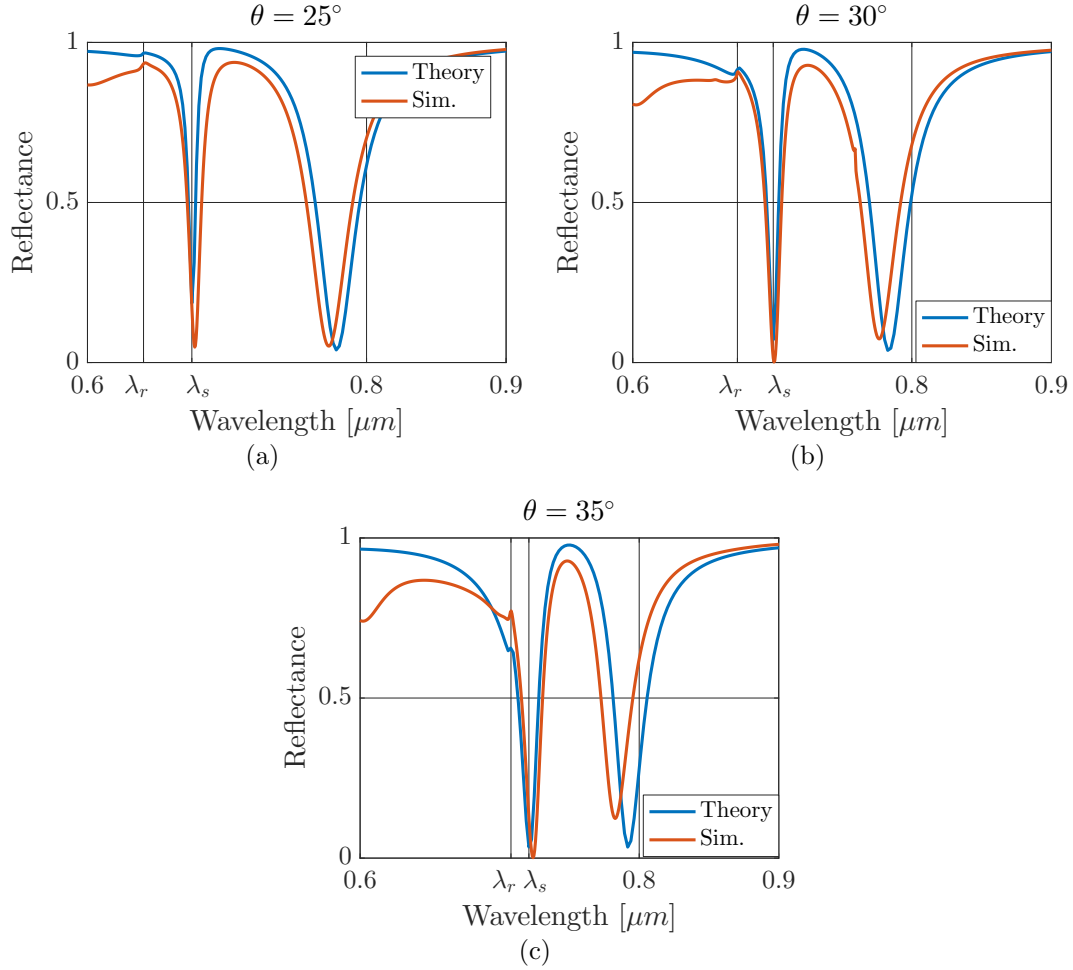 θ = 25°
1
0.5
0
Reflectance
Theory
Sim.
0.6 λr λs 0.8 0.9
Wavelength [μm]
(a)
θ = 30°
1
0.5
0
Reflectance
Theory
Sim.
0.6 λr λs 0.8 0.9
Wavelength [μm]
(b)
θ = 35°
1
0.5
0
Reflectance
Theory
Sim.
0.6 λr λs 0.8 0.9
Wavelength [μm]
(c)